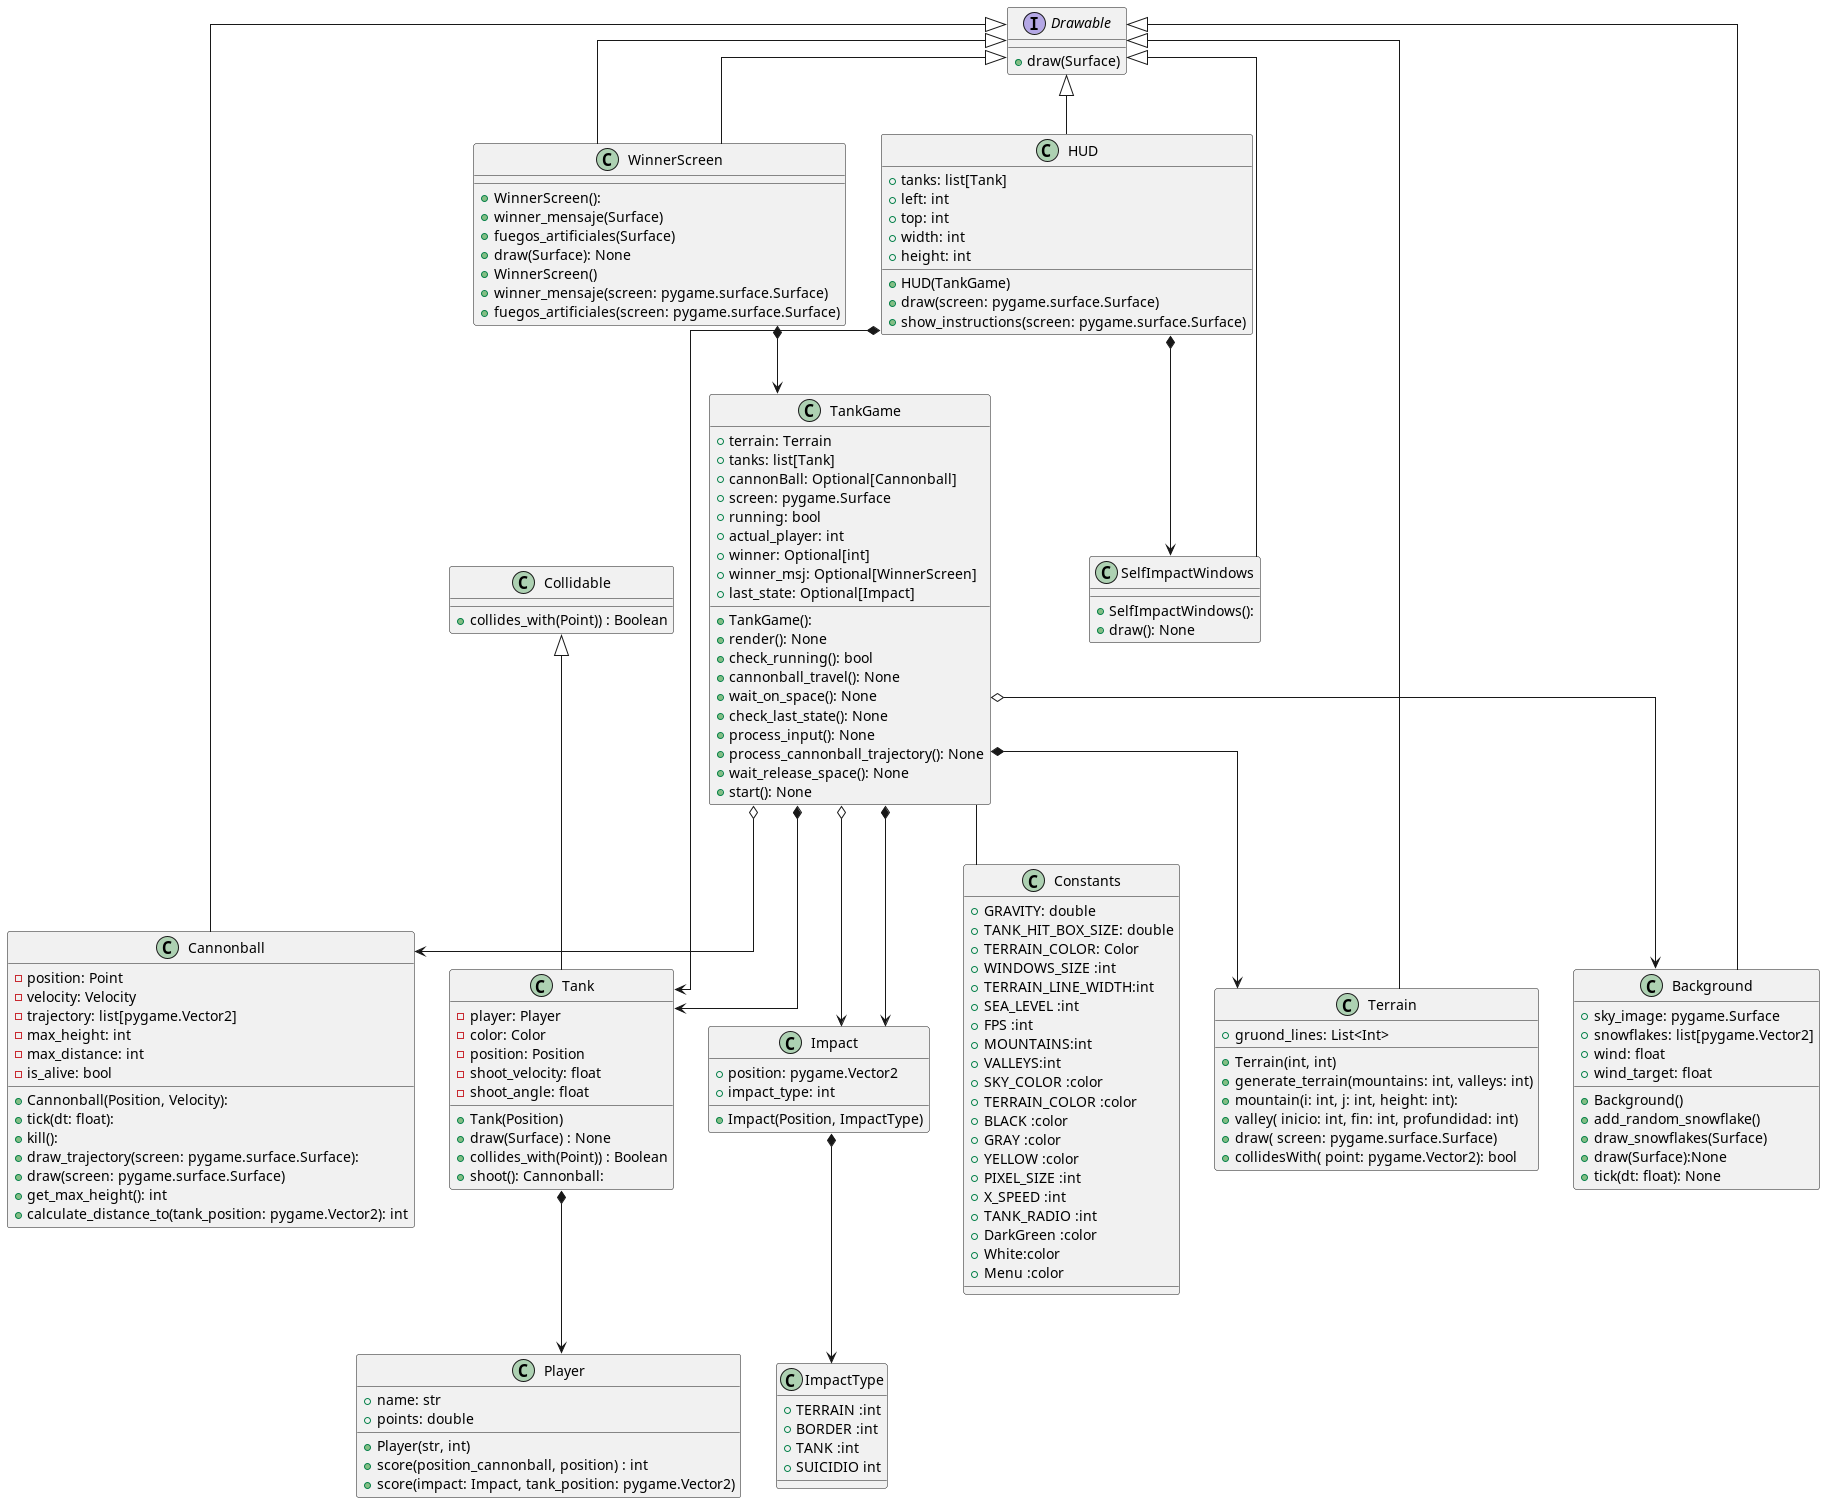 I Drawable
draw(Surface)
C WinnerScreen
WinnerScreen():
winner_mensaje(Surface)
fuegos_artificiales(Surface)
draw(Surface): None
WinnerScreen()
winner_mensaje(screen: pygame.surface.Surface)
fuegos_artificiales(screen: pygame.surface.Surface)
C HUD
tanks: list[Tank]
left: int
top: int
width: int
height: int
HUD(TankGame)
draw(screen: pygame.surface.Surface)
show_instructions(screen: pygame.surface.Surface)
C TankGame
terrain: Terrain
tanks: list[Tank]
cannonBall: Optional[Cannonball]
screen: pygame.Surface
running: bool
actual_player: int
winner: Optional[int]
winner_msj: Optional[WinnerScreen]
last_state: Optional[Impact]
TankGame():
render(): None
check_running(): bool
cannonball_travel(): None
wait_on_space(): None
check_last_state(): None
process_input(): None
process_cannonball_trajectory(): None
wait_release_space(): None
start(): None
C Collidable
collides_with(Point)) : Boolean
C SelfImpactWindows
SelfImpactWindows():
draw(): None
C Cannonball
position: Point
velocity: Velocity
trajectory: list[pygame.Vector2]
max_height: int
max_distance: int
is_alive: bool
Cannonball(Position, Velocity):
tick(dt: float):
kill():
draw_trajectory(screen: pygame.surface.Surface):
draw(screen: pygame.surface.Surface)
get_max_height(): int
calculate_distance_to(tank_position: pygame.Vector2): int
C Tank
player: Player
color: Color
position: Position
shoot_velocity: float
shoot_angle: float
Tank(Position)
draw(Surface) : None
collides_with(Point)) : Boolean
shoot(): Cannonball:
C Impact
position: pygame.Vector2
impact_type: int
Impact(Position, ImpactType)
C Constants
GRAVITY: double
TANK_HIT_BOX_SIZE: double
TERRAIN_COLOR: Color
WINDOWS_SIZE :int
TERRAIN_LINE_WIDTH:int
SEA_LEVEL :int
FPS :int
MOUNTAINS:int
VALLEYS:int
SKY_COLOR :color
TERRAIN_COLOR :color
BLACK :color
GRAY :color
YELLOW :color
PIXEL_SIZE :int
X_SPEED :int
TANK_RADIO :int
DarkGreen :color
White:color
Menu :color
C Terrain
gruond_lines: List<Int>
Terrain(int, int)
generate_terrain(mountains: int, valleys: int)
mountain(i: int, j: int, height: int):
valley( inicio: int, fin: int, profundidad: int)
draw( screen: pygame.surface.Surface)
collidesWith( point: pygame.Vector2): bool
C Background
sky_image: pygame.Surface
snowflakes: list[pygame.Vector2]
wind: float
wind_target: float
Background()
add_random_snowflake()
draw_snowflakes(Surface)
draw(Surface):None
tick(dt: float): None
C Player
name: str
points: double
Player(str, int)
score(position_cannonball, position) : int
score(impact: Impact, tank_position: pygame.Vector2)
C ImpactType
TERRAIN :int
BORDER :int
TANK :int
SUICIDIO int